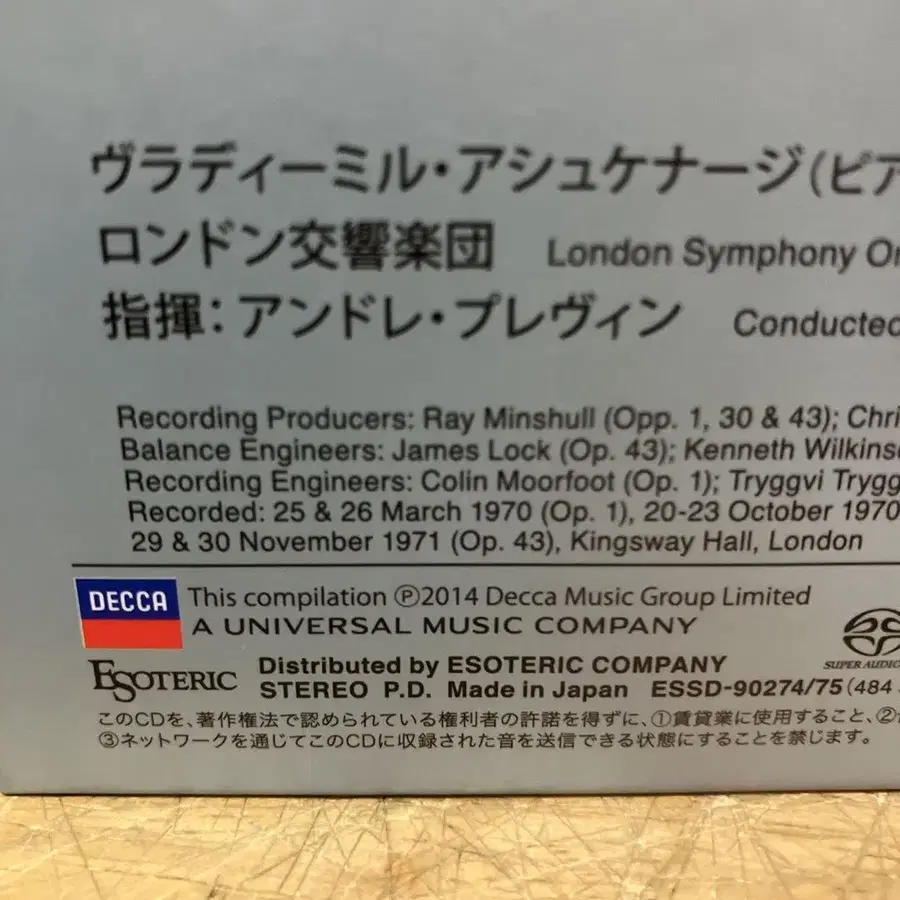 ヴラディーミル・アシュケナージ(ピア
ロンドン交響楽団 London Symphony Or
指揮：アンドレ・プレヴィン Conducted
Recording Producers: Ray Minshull (Opp. 1, 30 & 43); Chri
Balance Engineers: James Lock (Op. 43); Kenneth Wilkinso
Recording Engineers: Colin Moorfoot (Op. 1); Tryggvi Trygg
Recorded: 25 & 26 March 1970 (Op. 1), 20-23 October 1970
29 & 30 November 1971 (Op. 43), Kingsway Hall, London
DECCA This compilation ℗2014 Decca Music Group Limited
A UNIVERSAL MUSIC COMPANY
SUPER AUDIO
ESOTERIC Distributed by ESOTERIC COMPANY
STEREO P.D. Made in Japan ESSD-90274/75 (484
このCDを、著作権法で認められている権利者の許諾を得ずに、①賃貸業に使用すること、②
③ネットワークを通じてこのCDに収録された音を送信できる状態にすることを禁じます。